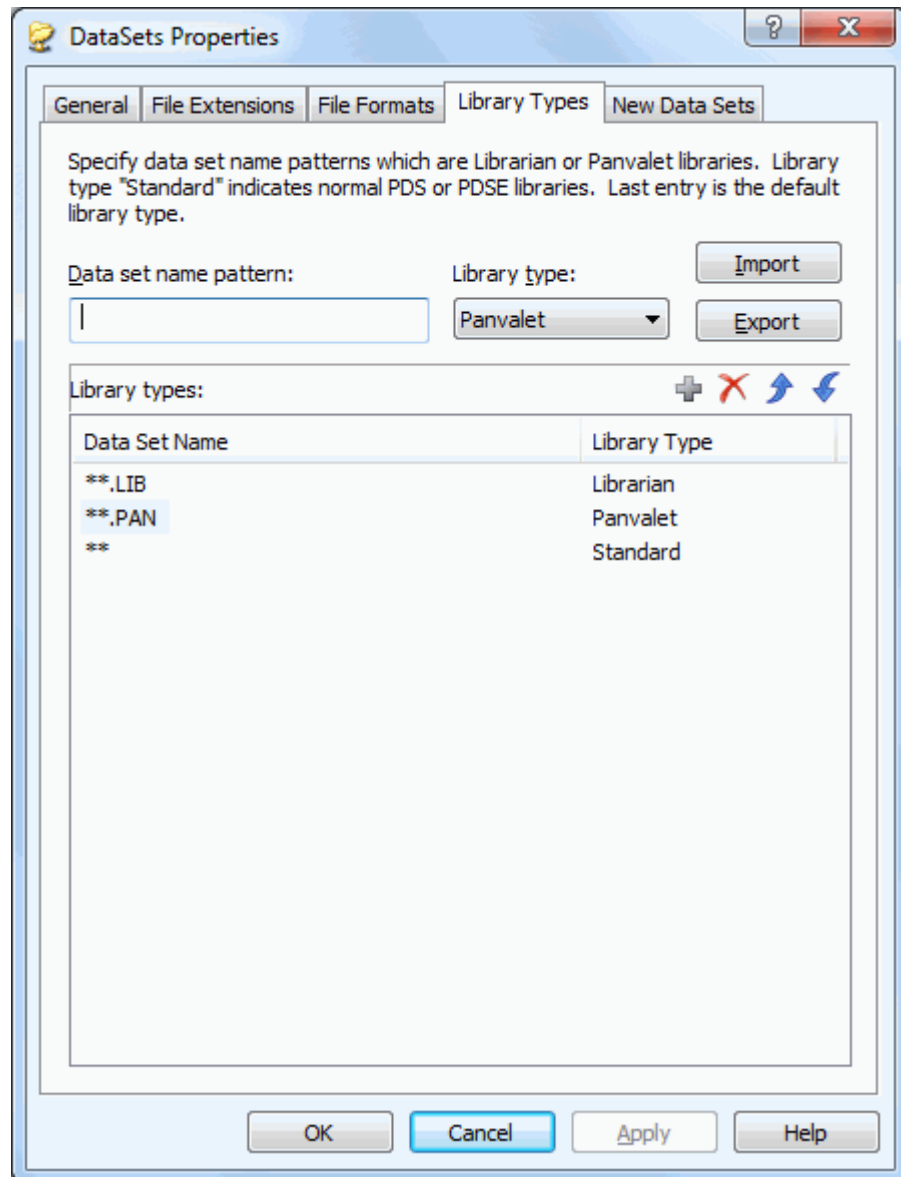 DataSets Properties
General File Extensions File Formats Library Types New Data Sets
Specify data set name patterns which are Librarian or Panvalet libraries. Library
type "Standard" indicates normal PDS or PDSE libraries. Last entry is the default
library type.
Import
Data set name pattern: Library type:
Panvalet Export
Library types:
Data Set Name Library Type
**.LIB Librarian
**.PAN Panvalet
** Standard
OK Cancel Apply Help